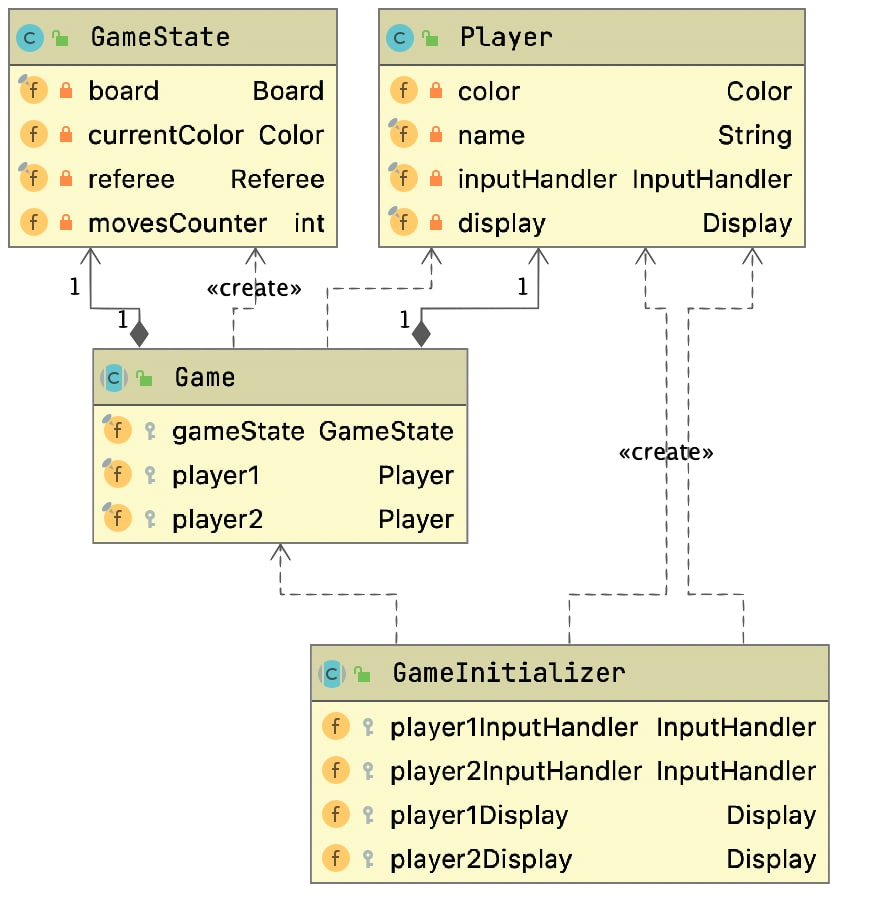 GameState
board Board
currentColor Color
referee Referee
movesCounter int
Player
color Color
name String
inputHandler InputHandler
display Display
1
«create»
1
1
1
Game
gameState GameState
player1 Player
player2 Player
«create»
GameInitializer
player1InputHandler InputHandler
player2InputHandler InputHandler
player1Display Display
player2Display Display